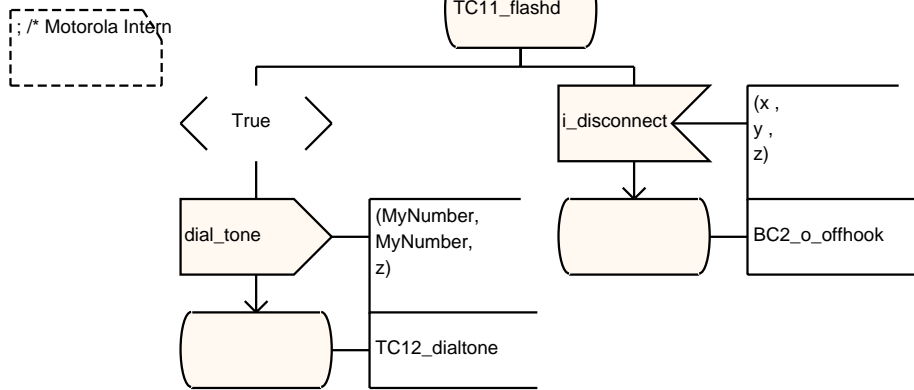 ; /* Motorola Intern
TC11_flashd
True
i_disconnect
(x ,
y ,
z)
dial_tone
(MyNumber,
MyNumber,
z)
BC2_o_offhook
TC12_dialtone